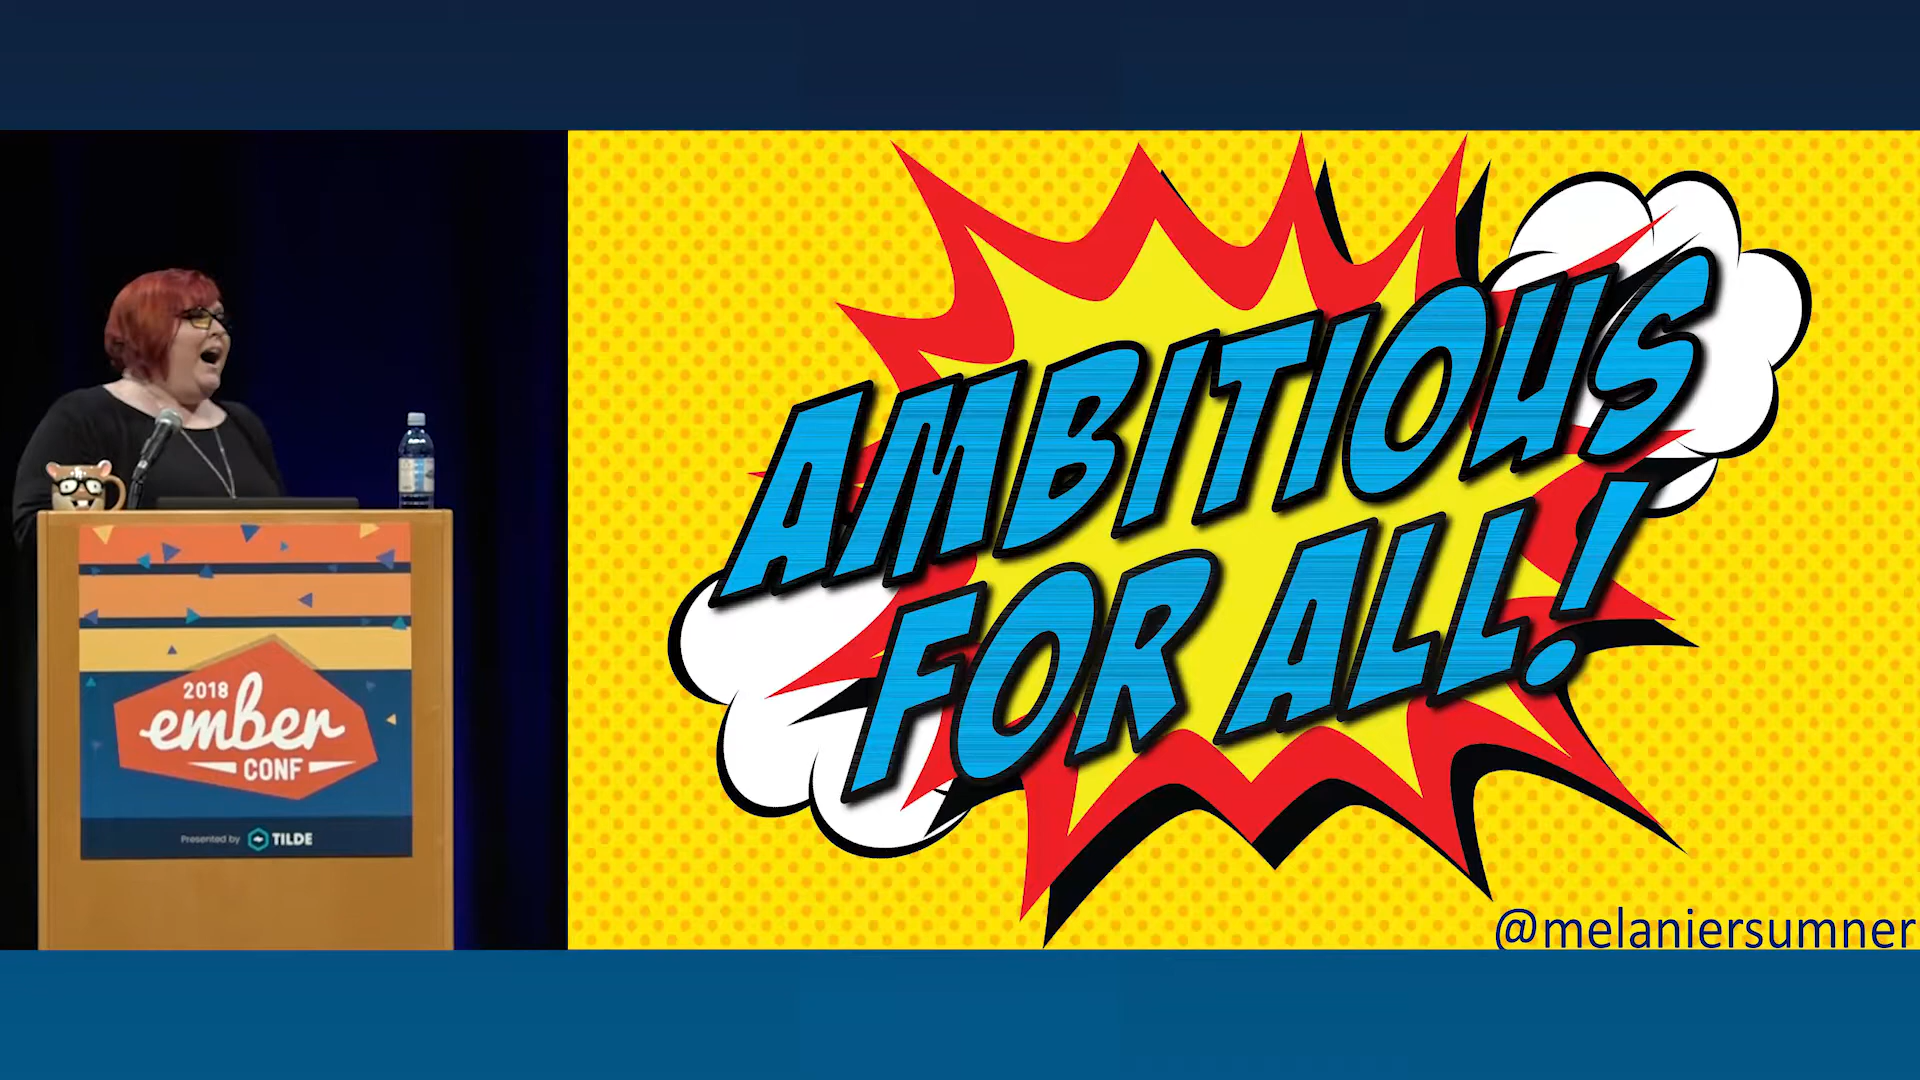 AMBITIOUS
FOR ALL!
2018
ember
CONF
Presented by TILDE
@melaniersumner